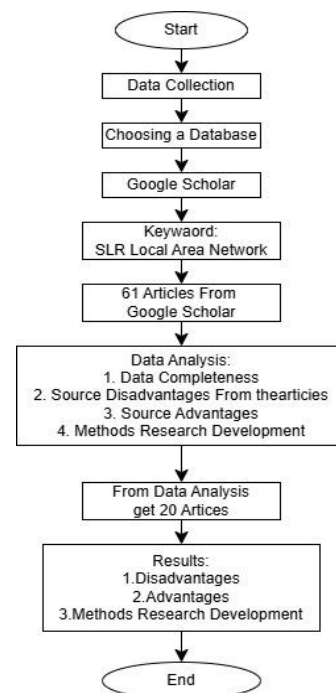 Start
Data Collection
Choosing a Database
Google Scholar
Keywaord:
SLR Local Area Network
61 Articles From
Google Scholar
Data Analysis:
1. Data Completeness
2. Source Disadvantages From thearticies
3. Source Advantages
4. Methods Research Development
From Data Analysis
get 20 Artices
Results:
1.Disadvantages
2.Advantages
3.Methods Research Development
End